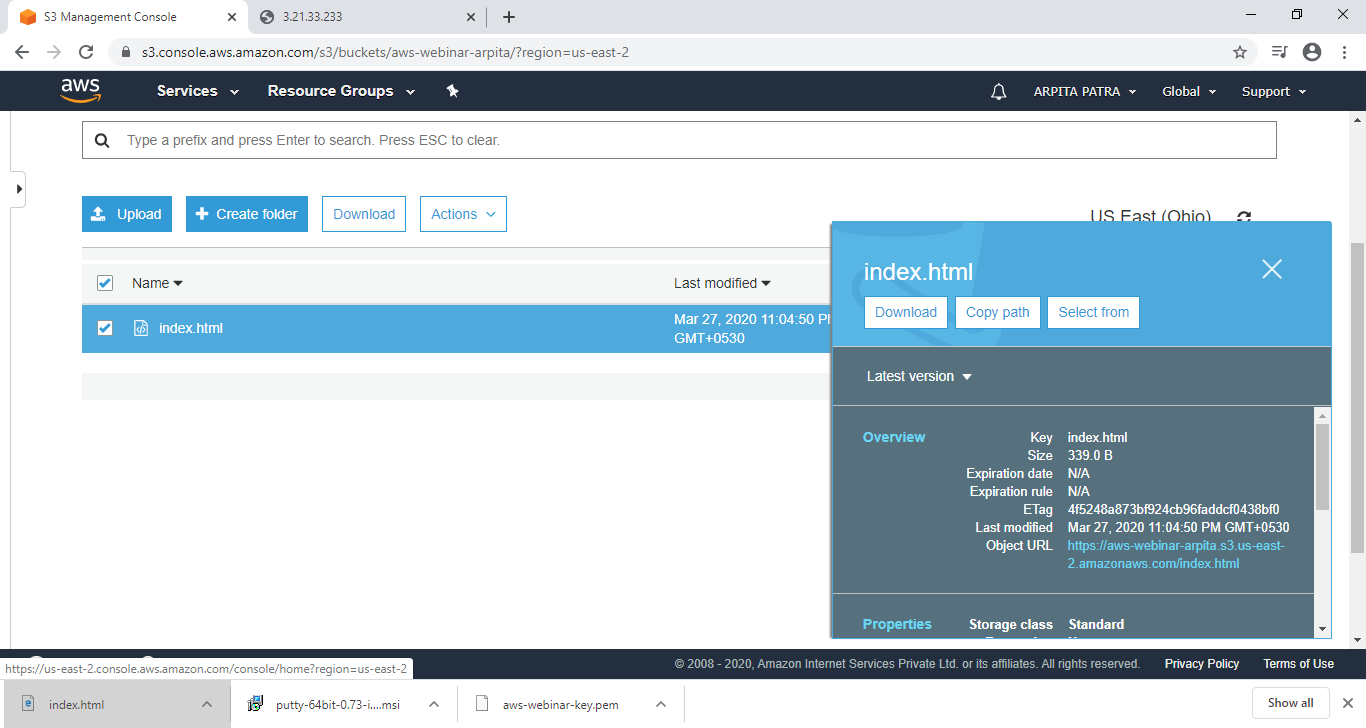 S3 Management Console
3.21.33.233
s3.console.aws.amazon.com/s3/buckets/aws-webinar-arpita/?region=us-east-2
aws
Services
Resource Groups
ARPITA PATRA
Global
Support
Type a prefix and press Enter to search. Press ESC to clear.
Upload
Create folder
Download
Actions
US East (Ohio)
Name
Last modified
index.html
Mar 27, 2020 11:04:50 PM
GMT+0530
index.html
Download
Copy path
Select from
Latest version
Overview
Key index.html
Size 339.0 B
Expiration date N/A
Expiration rule N/A
ETag 4f5248a873bf924cb96faddcf0438bf0
Last modified Mar 27, 2020 11:04:50 PM GMT+0530
Object URL https://aws-webinar-arpita.s3.us-east-
2.amazonaws.com/index.html
Properties
Storage class Standard
https://us-east-2.console.aws.amazon.com/console/home?region=us-east-2
© 2008 - 2020, Amazon Internet Services Private Ltd. or its affiliates. All rights reserved.
Privacy Policy
Terms of Use
index.html
putty-64bit-0.73-i....msi
aws-webinar-key.pem
Show all